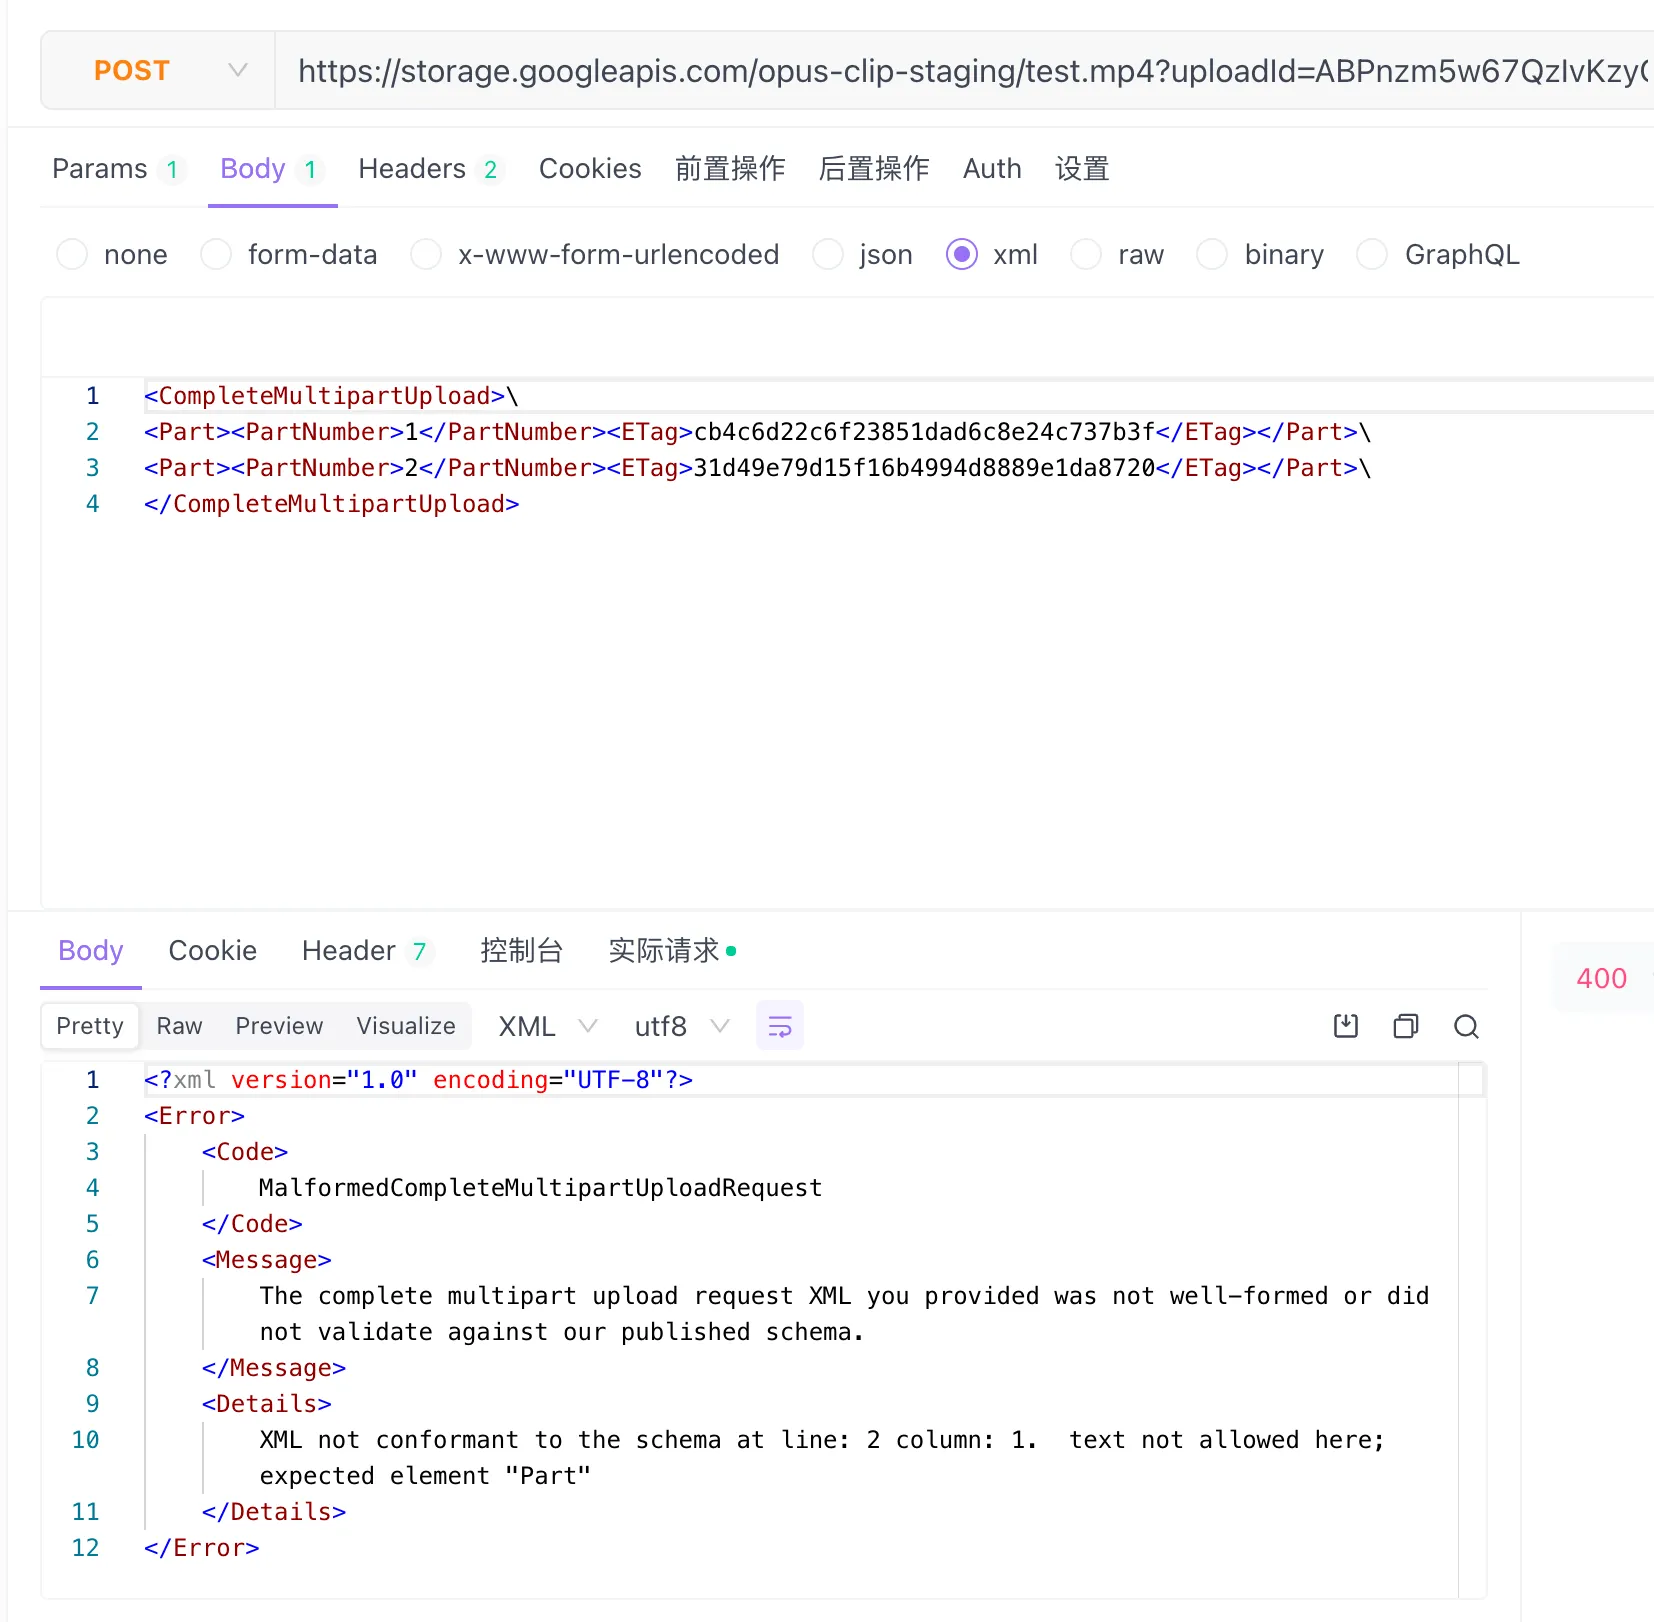 POST https://storage.googleapis.com/opus-clip-staging/test.mp4?uploadId=ABPnzm5w67QzIvKzy
Params 1 Body 1 Headers 2 Cookies 前置操作 后置操作 Auth 设置
none form-data x-www-form-urlencoded json xml raw binary GraphQL
1 <CompleteMultipartUpload>\
2 <Part><PartNumber>1</PartNumber><ETag>cb4c6d22c6f23851dad6c8e24c737b3f</ETag></Part>\
3 <Part><PartNumber>2</PartNumber><ETag>31d49e79d15f16b4994d8889e1da8720</ETag></Part>\
4 </CompleteMultipartUpload>
Body Cookie Header 7 控制台 实际请求
400
Pretty Raw Preview Visualize XML utf8
1 <?xml version="1.0" encoding="UTF-8"?>
2 <Error>
3 <Code>
4 MalformedCompleteMultipartUploadRequest
5 </Code>
6 <Message>
7 The complete multipart upload request XML you provided was not well-formed or did
not validate against our published schema.
8 </Message>
9 <Details>
10 XML not conformant to the schema at line: 2 column: 1.  text not allowed here;
expected element "Part"
11 </Details>
12 </Error>